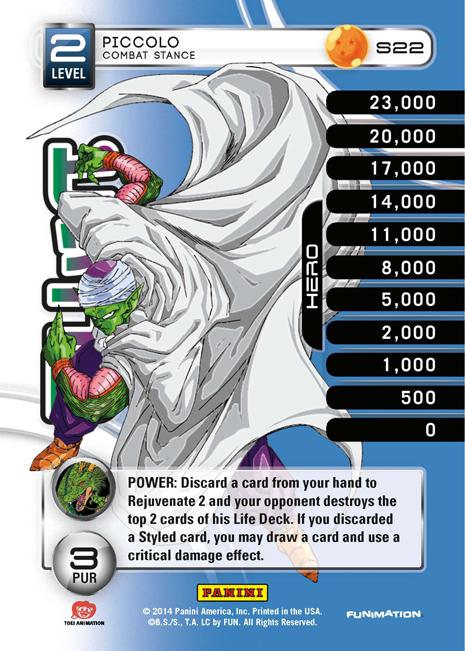 2
LEVEL
PICCOLO
COMBAT STANCE
S22
23,000
20,000
17,000
14,000
11,000
8,000
5,000
2,000
1,000
500
0
HERO
POWER: Discard a card from your hand to
Rejuvenate 2 and your opponent destroys the
top 2 cards of his Life Deck. If you discarded
a Styled card, you may draw a card and use a
critical damage effect.
3
PUR
PANINI
TOEI ANIMATION
© 2014 Panini America, Inc. Printed in the USA.
©B.S./S., T.A. LC by FUN. All Rights Reserved.
FUNIMATION